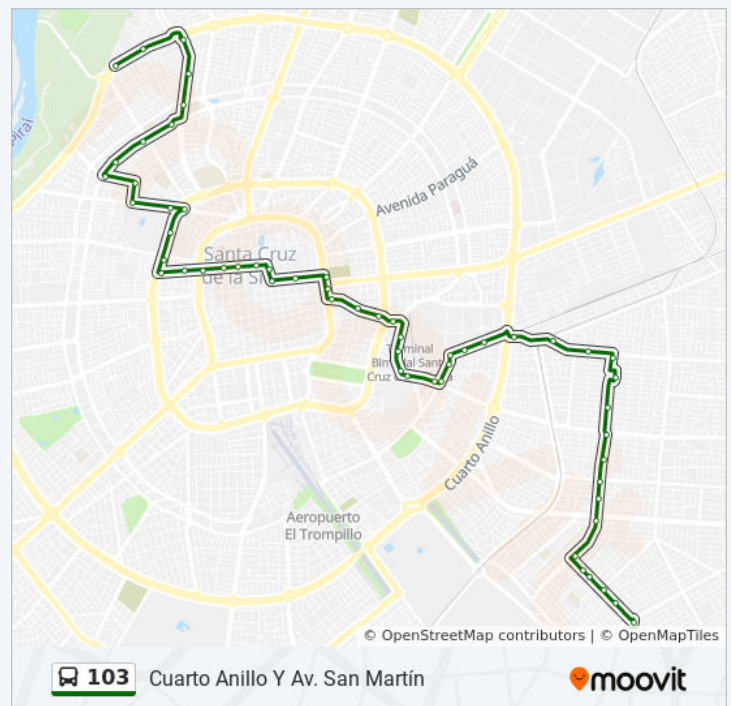 Piraí
Avenida Paraguá
Santa Cruz
de la Si
Terminal
Bimodal Sant
Cruz
Cuarto Anillo
Aeropuerto
El Trompillo
© OpenStreetMap contributors | © OpenMapTiles
103 Cuarto Anillo Y Av. San Martín
moovit